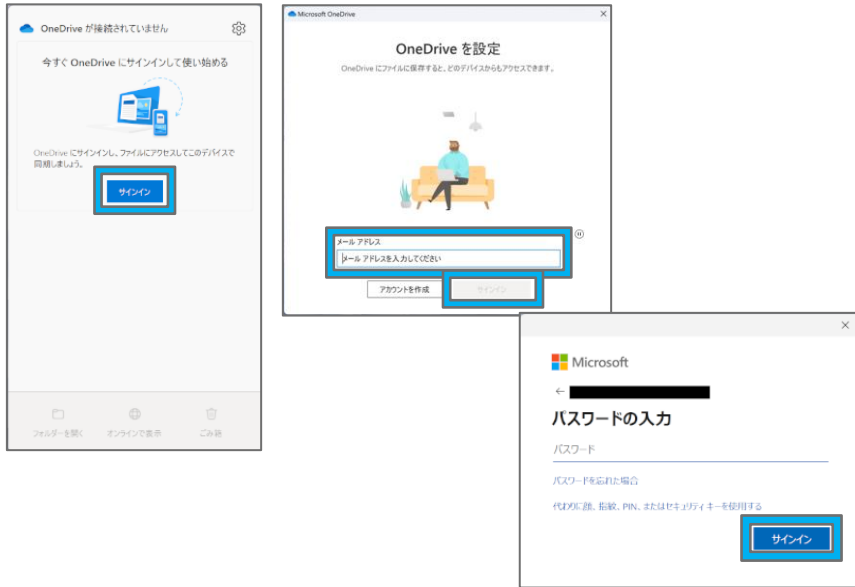 OneDrive が接続されていません
今すぐ OneDrive にサインインして使い始める
OneDrive にサインインし、ファイルにアクセスしてこのデバイスで
同期しましょう。
サインイン
フォルダーを開く オンラインで表示 ごみ箱
Microsoft OneDrive
OneDrive を設定
OneDrive にファイルに保存すると、どのデバイスからもアクセスできます。
メール アドレス
メール アドレスを入力してください
アカウントを作成 サインイン
Microsoft
パスワードの入力
パスワード
パスワードを忘れた場合
代わりに顔、指紋、PIN、またはセキュリティ キーを使用する
サインイン